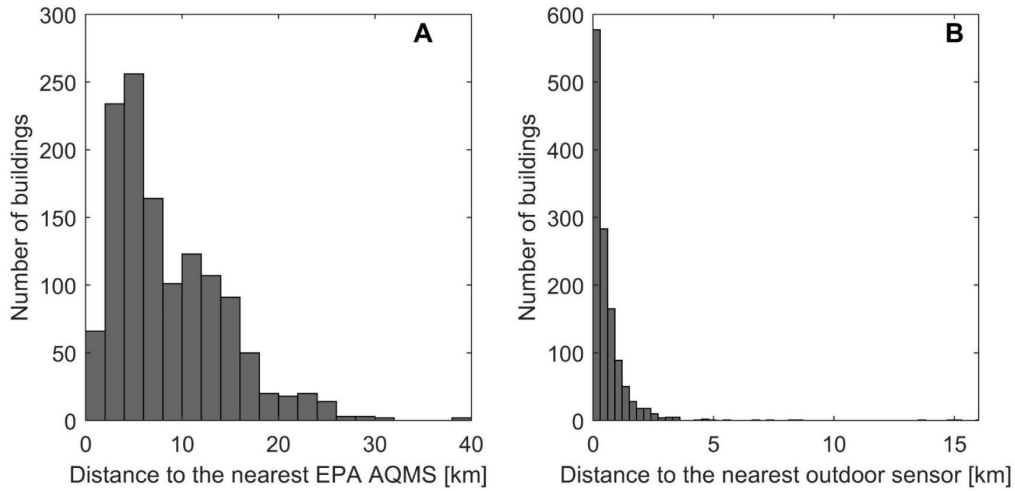 A
300
250
200
150
100
50
0
Number of buildings
0 10 20 30 40
Distance to the nearest EPA AQMS [km]
B
600
500
400
300
200
100
0
Number of buildings
0 5 10 15
Distance to the nearest outdoor sensor [km]